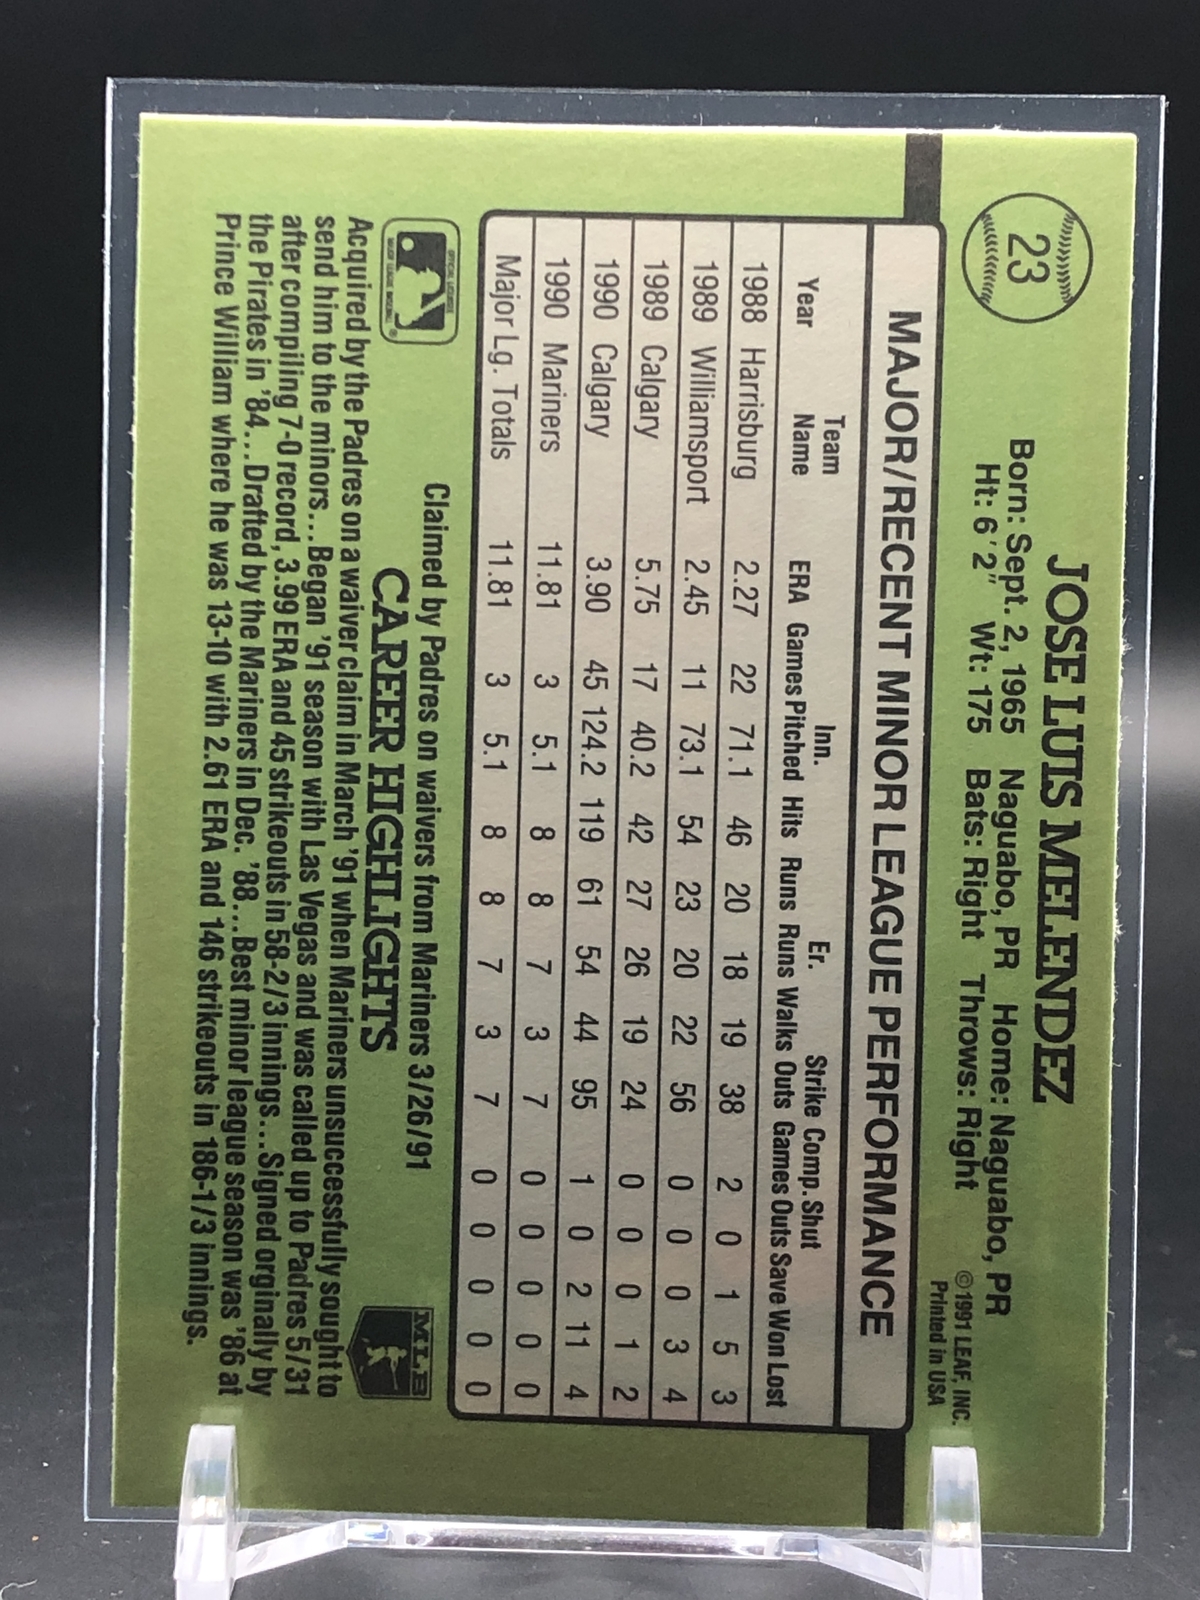 23
JOSE LUIS MELENDEZ
Born: Sept. 2, 1965 Naguabo, PR Home: Naguabo, PR
Ht: 6'2" Wt: 175 Bats: Right Throws: Right
©1991 LEAF, INC.
Printed in USA
MAJOR/RECENT MINOR LEAGUE PERFORMANCE
Team Inn. Er. Strike Comp. Shut
Year Name ERA Games Pitched Hits Runs Runs Walks Outs Games Outs Save Won Lost
1988 Harrisburg 2.27 22 71.1 46 20 18 19 38 2 0 1 5 3
1989 Williamsport 2.45 11 73.1 54 23 20 22 56 0 0 0 3 4
1989 Calgary 5.75 17 40.2 42 27 26 19 24 0 0 0 1 2
1990 Calgary 3.90 45 124.2 119 61 54 44 95 1 0 2 11 4
1990 Mariners 11.81 3 5.1 8 8 7 3 7 0 0 0 0 0
Major Lg. Totals 11.81 3 5.1 8 8 7 3 7 0 0 0 0 0
Claimed by Padres on waivers from Mariners 3/26/91
MLB
CAREER HIGHLIGHTS
Acquired by the Padres on a waiver claim in March '91 when Mariners unsuccessfully sought to
send him to the minors...Began '91 season with Las Vegas and was called up to Padres 5/31
after compiling 7-0 record, 3.99 ERA and 45 strikeouts in 58-2/3 innings...Signed orginally by
the Pirates in '84...Drafted by the Mariners in Dec. '88...Best minor league season was '86 at
Prince William where he was 13-10 with 2.61 ERA and 146 strikeouts in 186-1/3 innings.